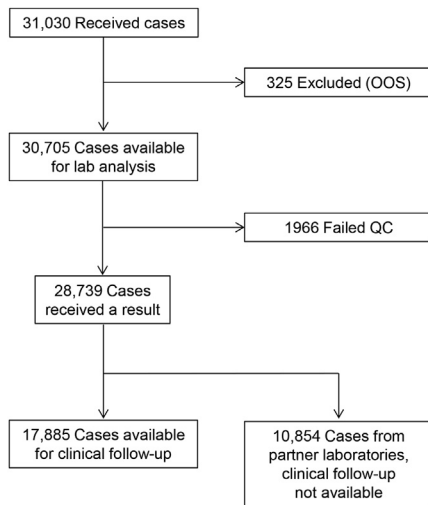 31,030 Received cases
325 Excluded (OOS)
30,705 Cases available
for lab analysis
1966 Failed QC
28,739 Cases
received a result
17,885 Cases available
for clinical follow-up
10,854 Cases from
partner laboratories,
clinical follow-up
not available